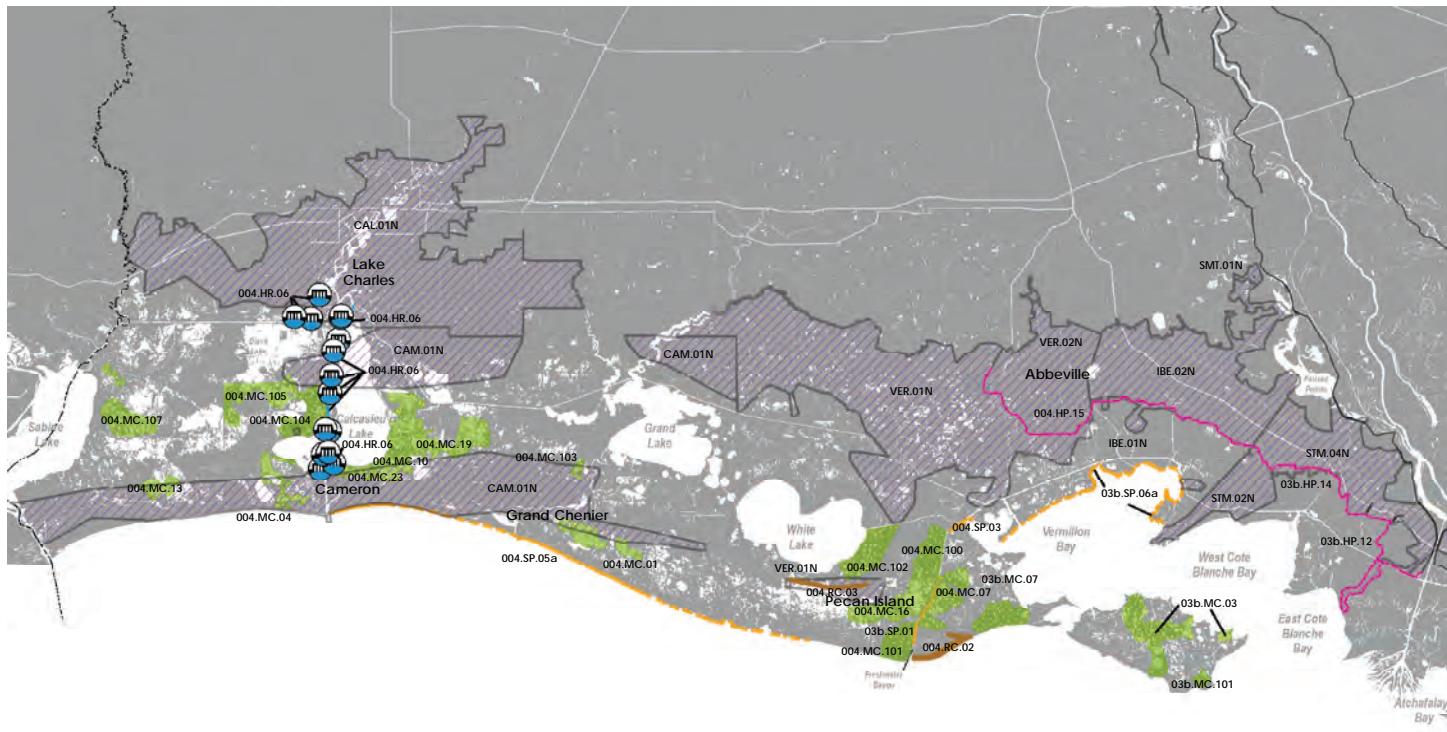 CAL.01N
Lake
Charles
SMT.01N
004.HR.06
004.HR.06
VER.02N
CAM.01N
CAM.01N
004.HR.06
Abbeville
IBE.02N
VER.01N
004.MC.105
004.HP.15
004.MC.107
004.MC.104
Calcasieu
Lake
Sabine
Lake
Grand
Lake
004.HR.06
004.MC.19
IBE.01N
STM.04N
004.MC.10
004.MC.103
004.MC.23
03b.HP.14
004.MC.13
Cameron
CAM.01N
03b.SP.06a
STM.02N
004.MC.04
Grand Chenier
White
Lake
004.SP.03
Vermilion
Bay
03b.HP.12
004.SP.05a
004.MC.01
004.MC.100
West Cote
Blanche Bay
VER.01N
004.MC.102
03b.MC.07
004.RC.03
004.MC.07
Pecan Island
004.MC.16
03b.MC.03
03b.SP.01
East Cote
Blanche
Bay
004.MC.101
004.RC.02
Freshwater
Bayou
03b.MC.101
Atchafalay
Bay